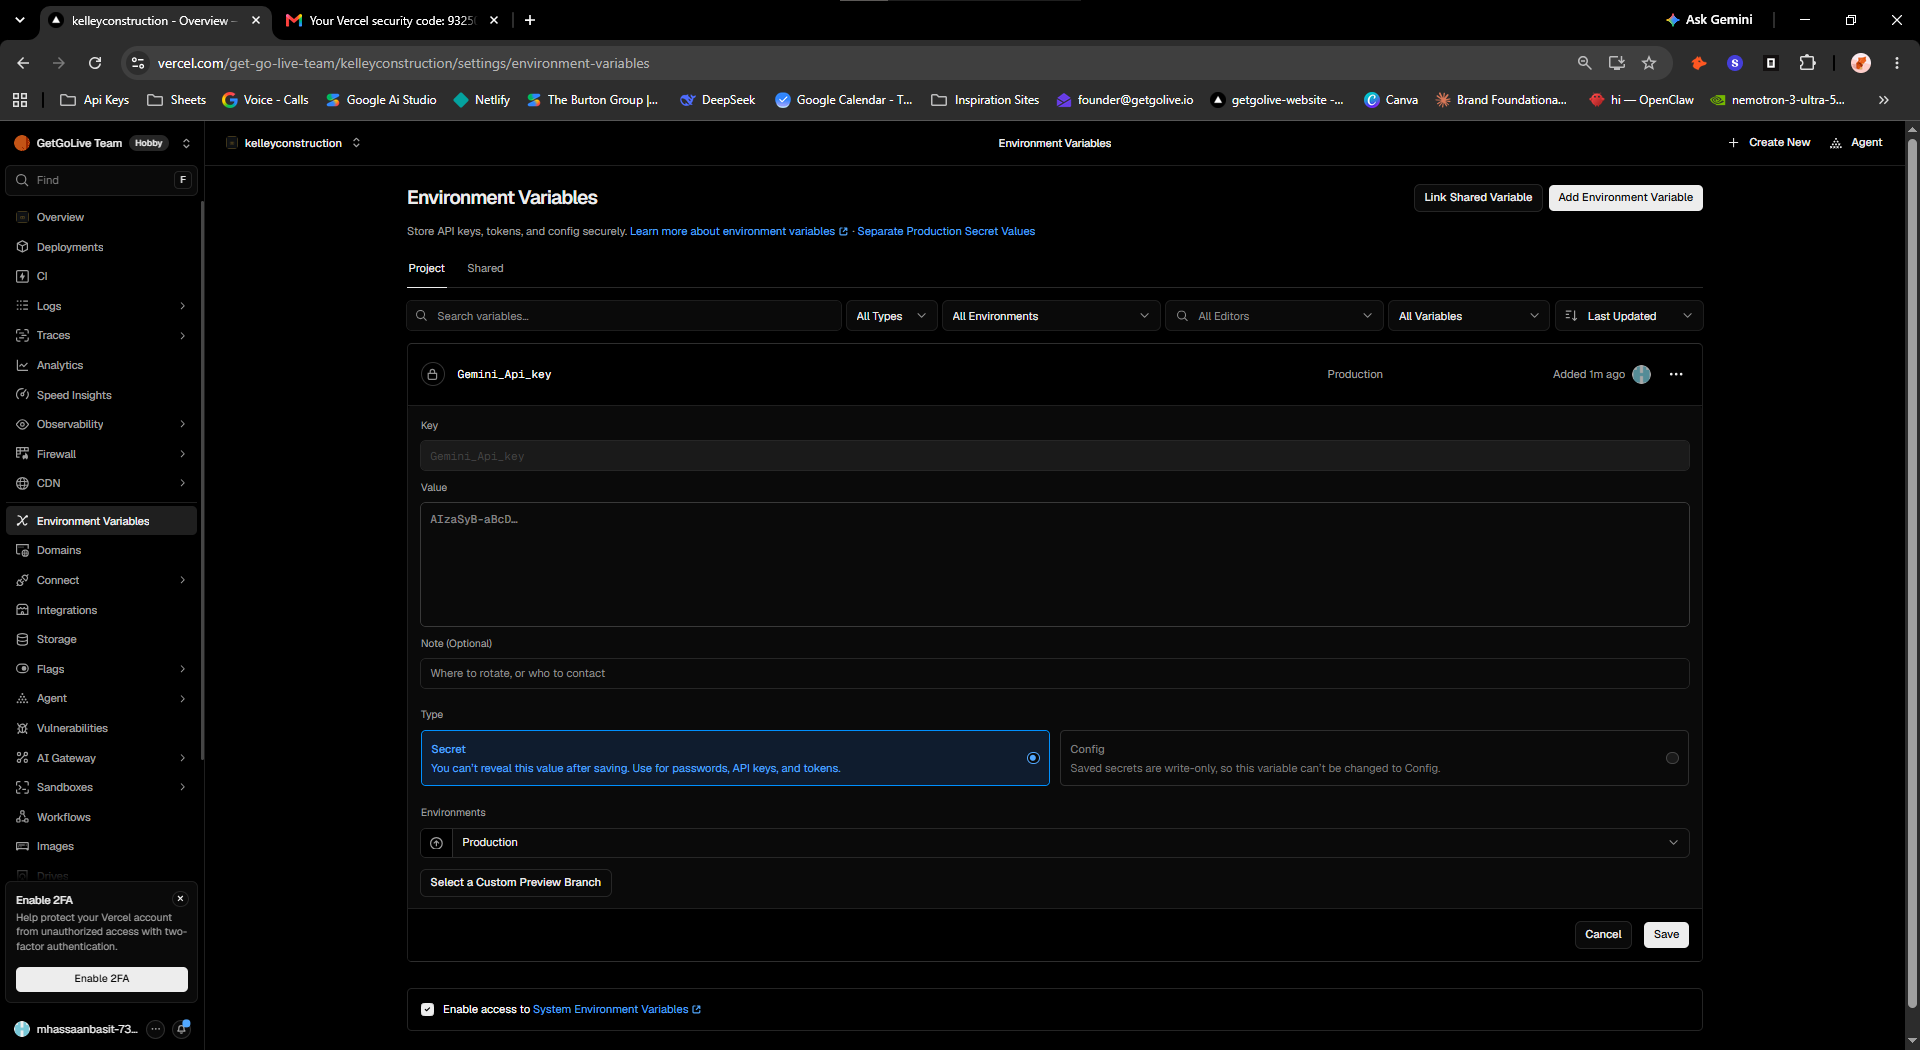 kelleyconstruction - Overview –
Your Vercel security code: 9325
Ask Gemini
vercel.com/get-go-live-team/kelleyconstruction/settings/environment-variables
Api Keys
Sheets
Voice - Calls
Google Ai Studio
Netlify
The Burton Group |...
DeepSeek
Google Calendar - T...
Inspiration Sites
founder@getgolive.io
getgolive-website -...
Canva
Brand Foundationa...
hi — OpenClaw
nemotron-3-ultra-5...
GetGoLive Team Hobby
kelleyconstruction
Environment Variables
Create New
Agent
Find F
Overview
Deployments
CI
Logs
Traces
Analytics
Speed Insights
Observability
Firewall
CDN
Environment Variables
Domains
Connect
Integrations
Storage
Flags
Agent
Vulnerabilities
AI Gateway
Sandboxes
Workflows
Images
Drives
Enable 2FA
Help protect your Vercel account
from unauthorized access with two-
factor authentication.
Enable 2FA
mhassaanbasit-73...
Environment Variables
Link Shared Variable
Add Environment Variable
Store API keys, tokens, and config securely. Learn more about environment variables · Separate Production Secret Values
Project Shared
Search variables...
All Types
All Environments
All Editors
All Variables
Last Updated
Gemini_Api_key
Production
Added 1m ago
Key
Gemini_Api_key
Value
AIzaSyB-aBcD…
Note (Optional)
Where to rotate, or who to contact
Type
Secret
You can't reveal this value after saving. Use for passwords, API keys, and tokens.
Config
Saved secrets are write-only, so this variable can't be changed to Config.
Environments
Production
Select a Custom Preview Branch
Cancel
Save
Enable access to System Environment Variables